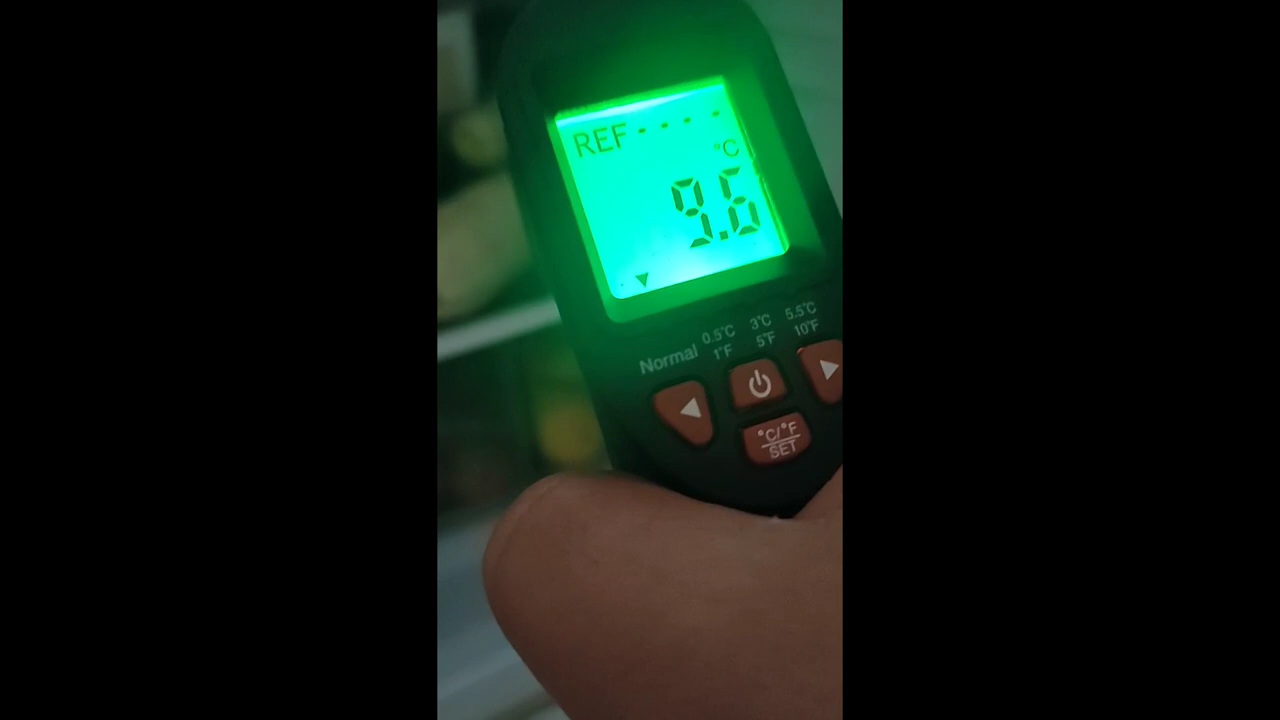 REF - - - -
°C
9.6
Normal 0.5°C 3°C 5.5°C
1°F 5°F 10°F
°C/°F
SET